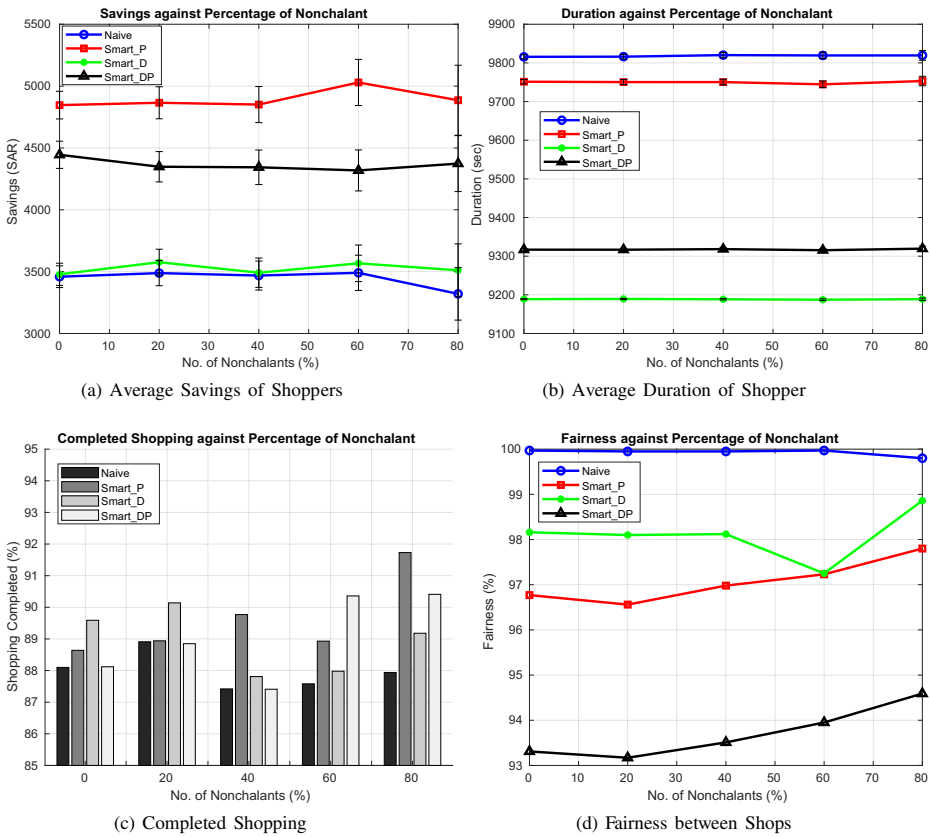 Savings against Percentage of Nonchalant
5500
5000
4500
4000
3500
3000
Savings (SAR)
Naive
Smart_P
Smart_D
Smart_DP
0 10 20 30 40 50 60 70 80
No. of Nonchalants (%)
(a) Average Savings of Shoppers
Duration against Percentage of Nonchalant
9900
9800
9700
9600
9500
9400
9300
9200
9100
Duration (sec)
Naive
Smart_P
Smart_D
Smart_DP
0 10 20 30 40 50 60 70 80
No. of Nonchalants (%)
(b) Average Duration of Shopper
Completed Shopping against Percentage of Nonchalant
95
94
93
92
91
90
89
88
87
86
85
Shopping Completed (%)
Naive
Smart_P
Smart_D
Smart_DP
0 20 40 60 80
No. of Nonchalants (%)
(c) Completed Shopping
Fairness against Percentage of Nonchalant
100
99
98
97
96
95
94
93
Fairness (%)
Naive
Smart_P
Smart_D
Smart_DP
0 10 20 30 40 50 60 70 80
No. of Nonchalants (%)
(d) Fairness between Shops